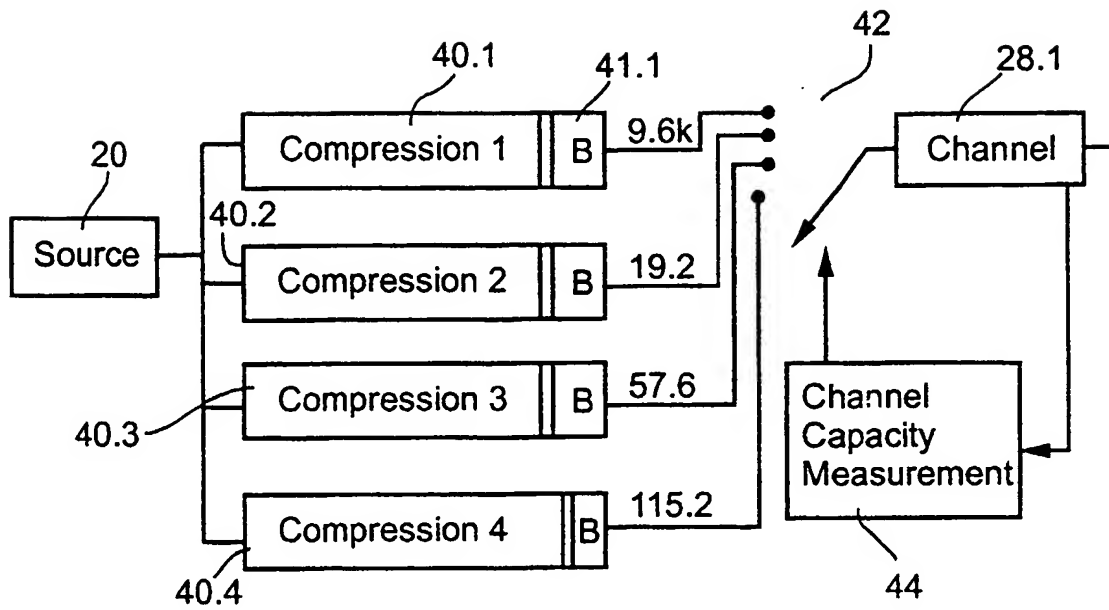 42
40.1
41.1
28.1
Compression 1
B
9.6k
Channel
20
Source
40.2
Compression 2
B
19.2
Compression 3
B
57.6
40.3
Channel
Capacity
Measurement
Compression 4
B
115.2
40.4
44